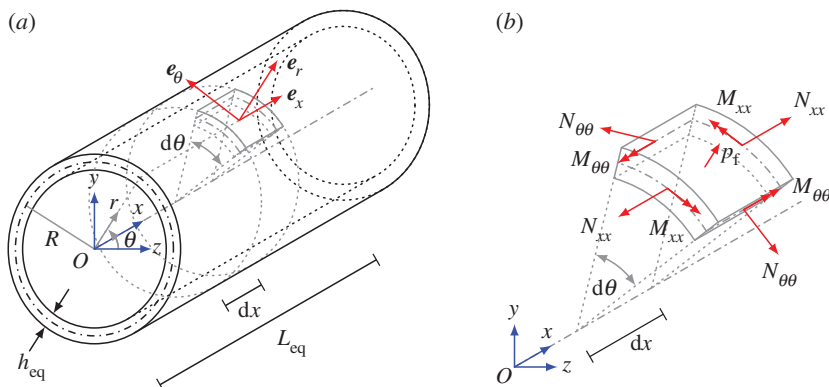 (a)
e_θ
e_r
e_x
dθ
y
x
r
R
θ
z
O
dx
h_eq
L_eq
(b)
M_xx
N_xx
N_θθ
p_f
M_θθ
M_θθ
N_xx
M_xx
N_θθ
dθ
y
x
dx
O
z